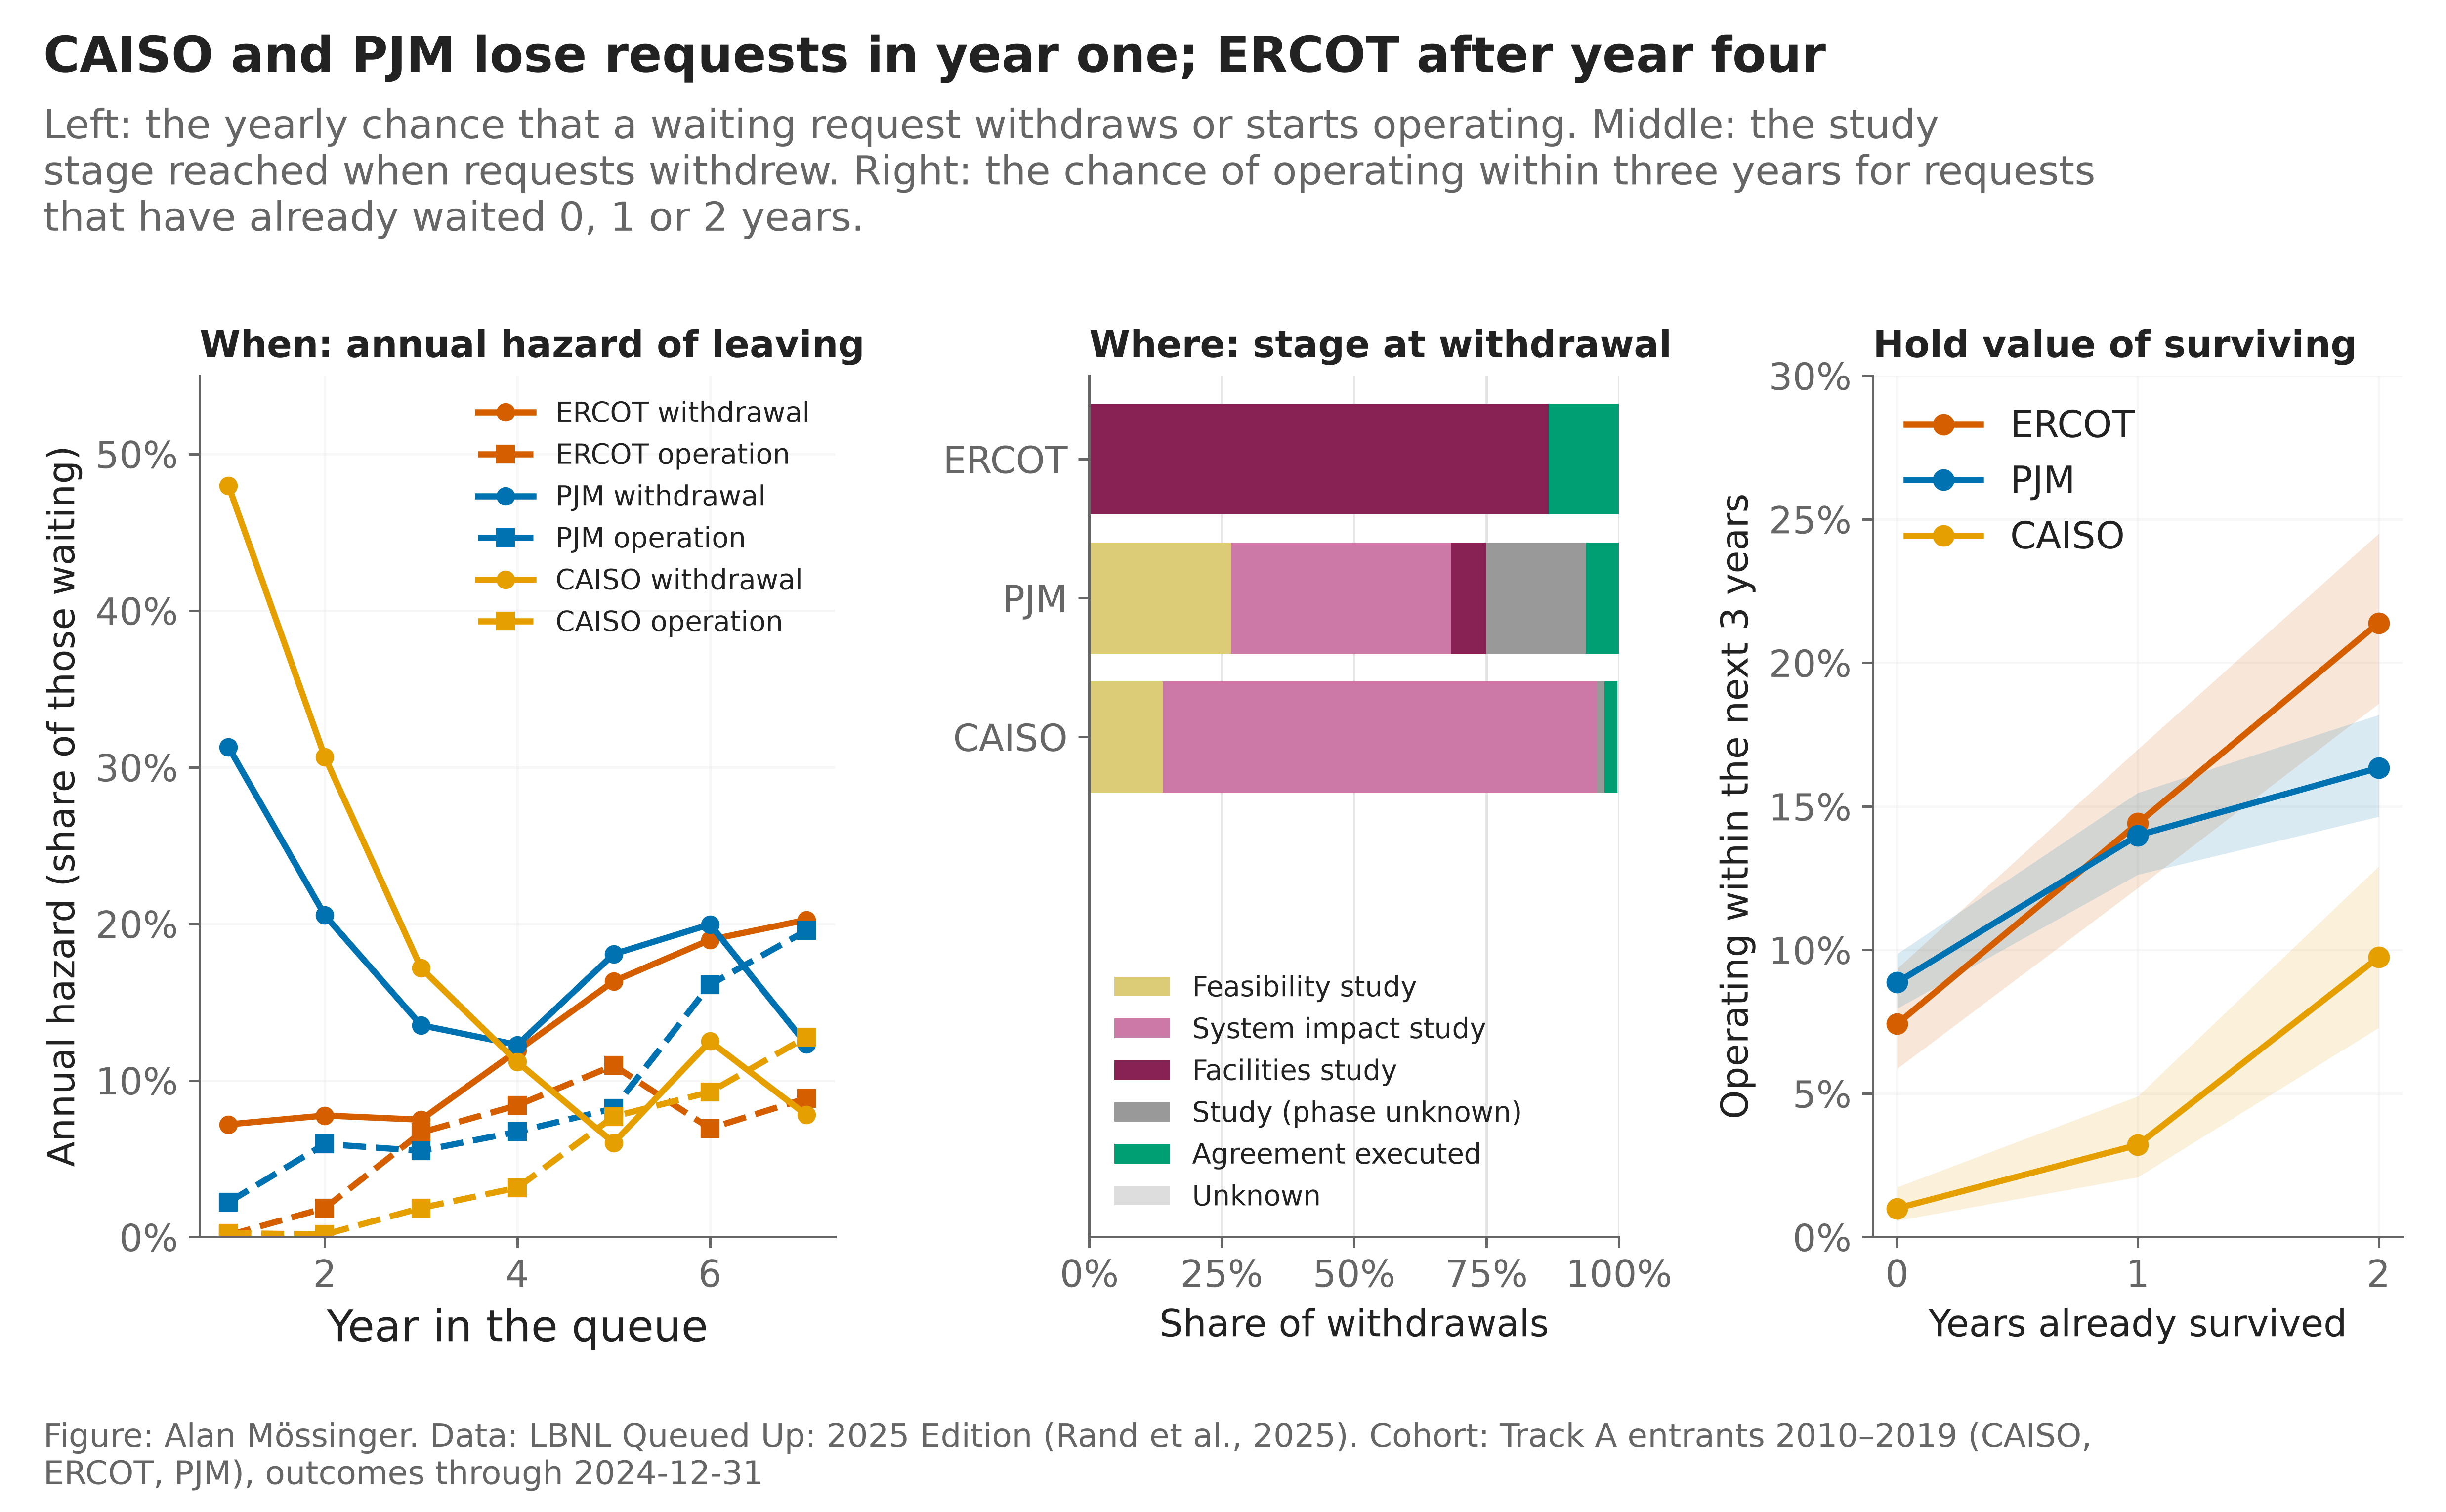 CAISO and PJM lose requests in year one; ERCOT after year four
Left: the yearly chance that a waiting request withdraws or starts operating. Middle: the study
stage reached when requests withdrew. Right: the chance of operating within three years for requests
that have already waited 0, 1 or 2 years.
When: annual hazard of leaving
Annual hazard (share of those waiting)
50%
40%
30%
20%
10%
0%
ERCOT withdrawal
ERCOT operation
PJM withdrawal
PJM operation
CAISO withdrawal
CAISO operation
2
4
6
Year in the queue
Where: stage at withdrawal
ERCOT
PJM
CAISO
Feasibility study
System impact study
Facilities study
Study (phase unknown)
Agreement executed
Unknown
0%
25%
50%
75%
100%
Share of withdrawals
Hold value of surviving
Operating within the next 3 years
30%
25%
20%
15%
10%
5%
0%
ERCOT
PJM
CAISO
0
1
2
Years already survived
Figure: Alan Mössinger. Data: LBNL Queued Up: 2025 Edition (Rand et al., 2025). Cohort: Track A entrants 2010–2019 (CAISO,
ERCOT, PJM), outcomes through 2024-12-31